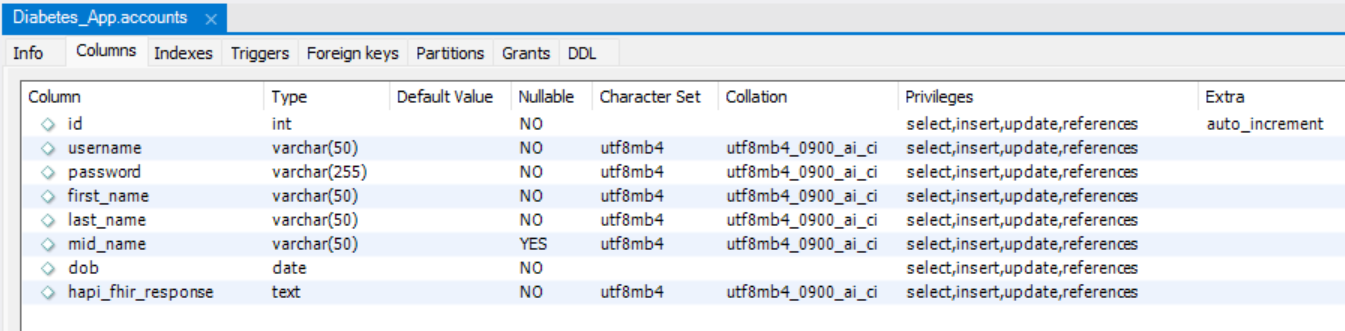 Diabetes_App.accounts ×
Info Columns Indexes Triggers Foreign keys Partitions Grants DDL
Column Type Default Value Nullable Character Set Collation Privileges Extra
id int NO select,insert,update,references auto_increment
username varchar(50) NO utf8mb4 utf8mb4_0900_ai_ci select,insert,update,references
password varchar(255) NO utf8mb4 utf8mb4_0900_ai_ci select,insert,update,references
first_name varchar(50) NO utf8mb4 utf8mb4_0900_ai_ci select,insert,update,references
last_name varchar(50) NO utf8mb4 utf8mb4_0900_ai_ci select,insert,update,references
mid_name varchar(50) YES utf8mb4 utf8mb4_0900_ai_ci select,insert,update,references
dob date NO select,insert,update,references
hapi_fhir_response text NO utf8mb4 utf8mb4_0900_ai_ci select,insert,update,references